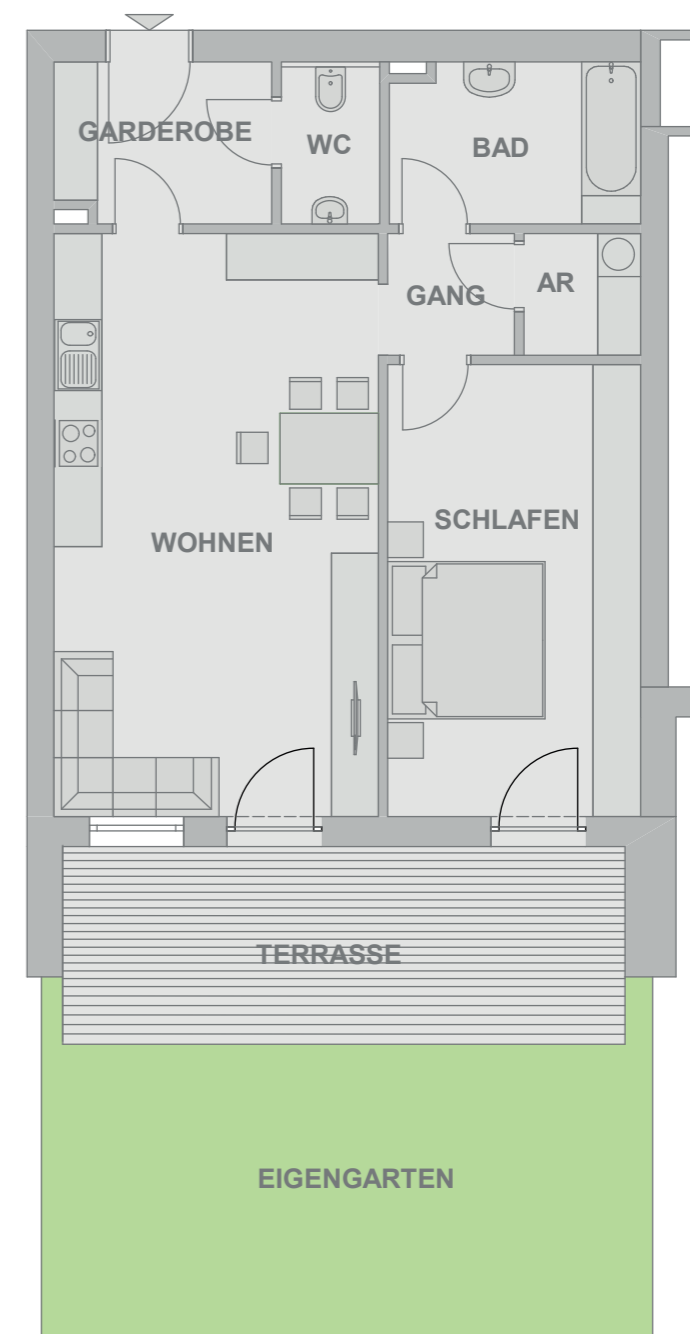 GARDEROBE
WC
BAD
GANG
AR
WOHNEN
SCHLAFEN
TERRASSE
EIGENGARTEN